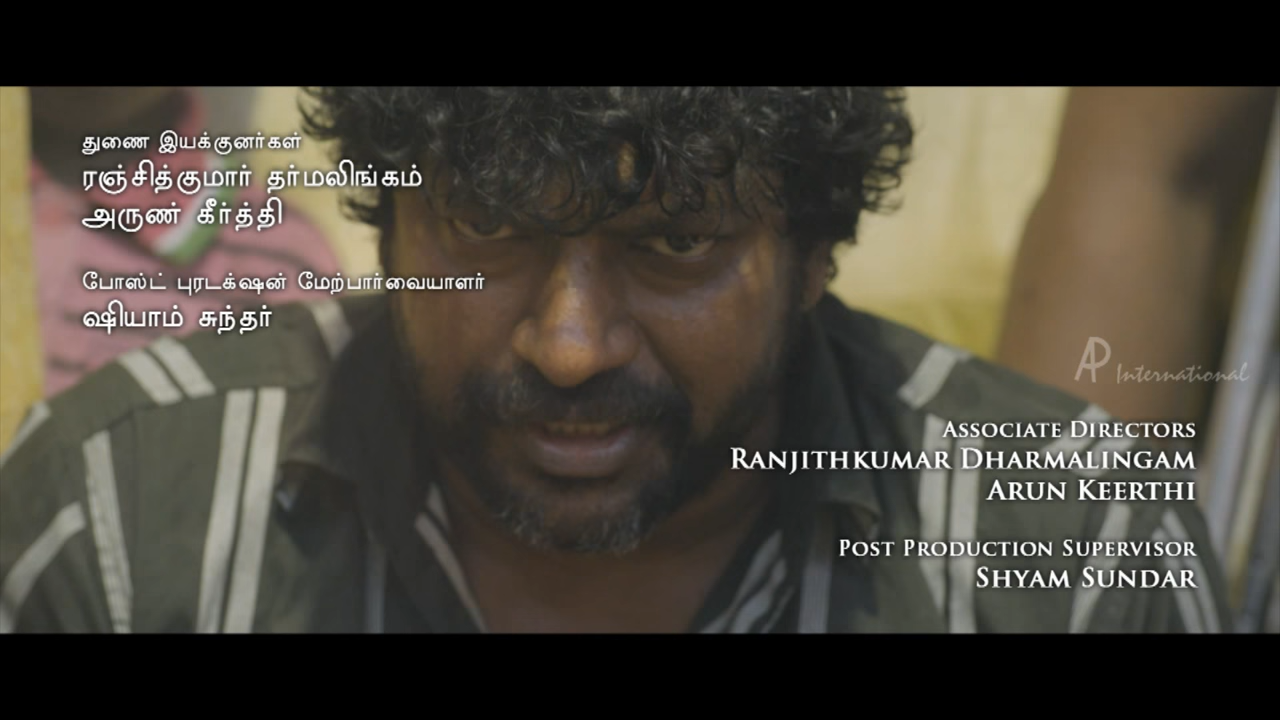 துணை இயக்குனர்கள்
ரஞ்சித்குமார் தர்மலிங்கம்
அருண் கீர்த்தி
போஸ்ட் புரடக்ஷன் மேற்பார்வையாளர்
ஷியாம் சுந்தர்
AP International
ASSOCIATE DIRECTORS
RANJITHKUMAR DHARMALINGAM
ARUN KEERTHI
POST PRODUCTION SUPERVISOR
SHYAM SUNDAR